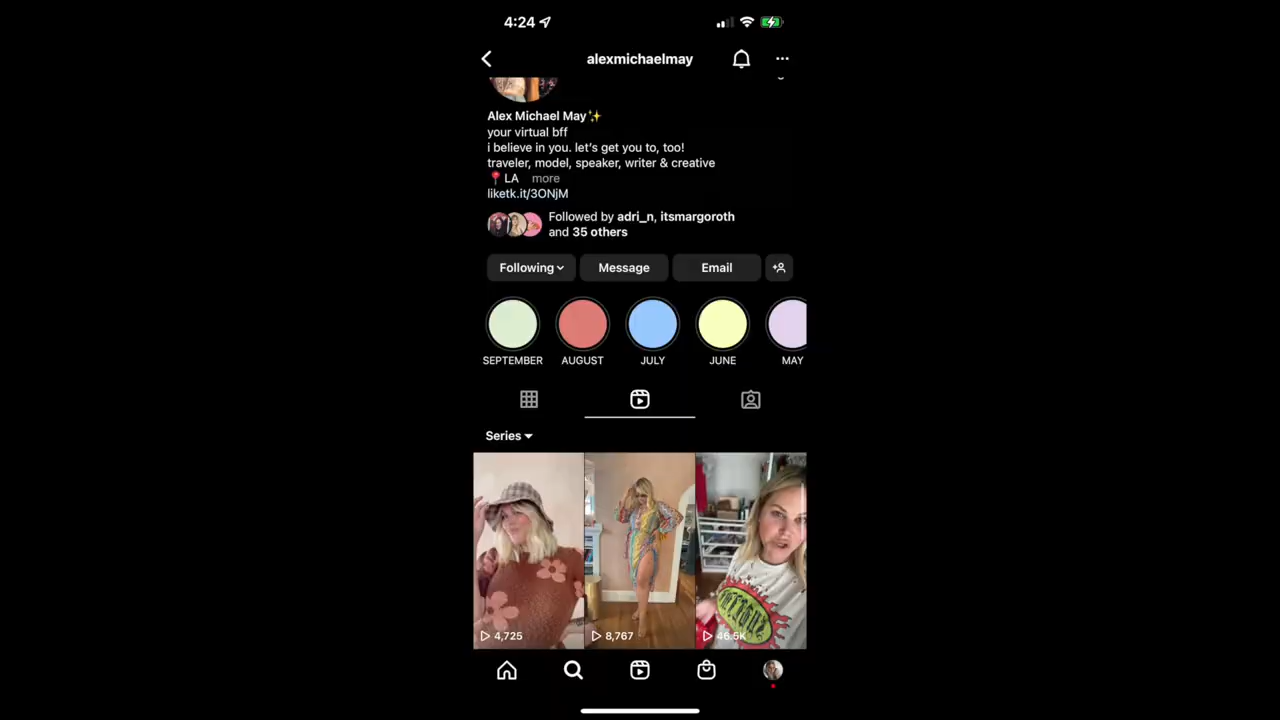 4:24
alexmichaelmay
Alex Michael May✨
your virtual bff
i believe in you. let's get you to, too!
traveler, model, speaker, writer & creative
📍 LA more
liketk.it/3ONjM
Followed by adri_n, itsmargoroth
and 35 others
Following
Message
Email
SEPTEMBER
AUGUST
JULY
JUNE
MAY
Series
4,725
8,767
46.5K